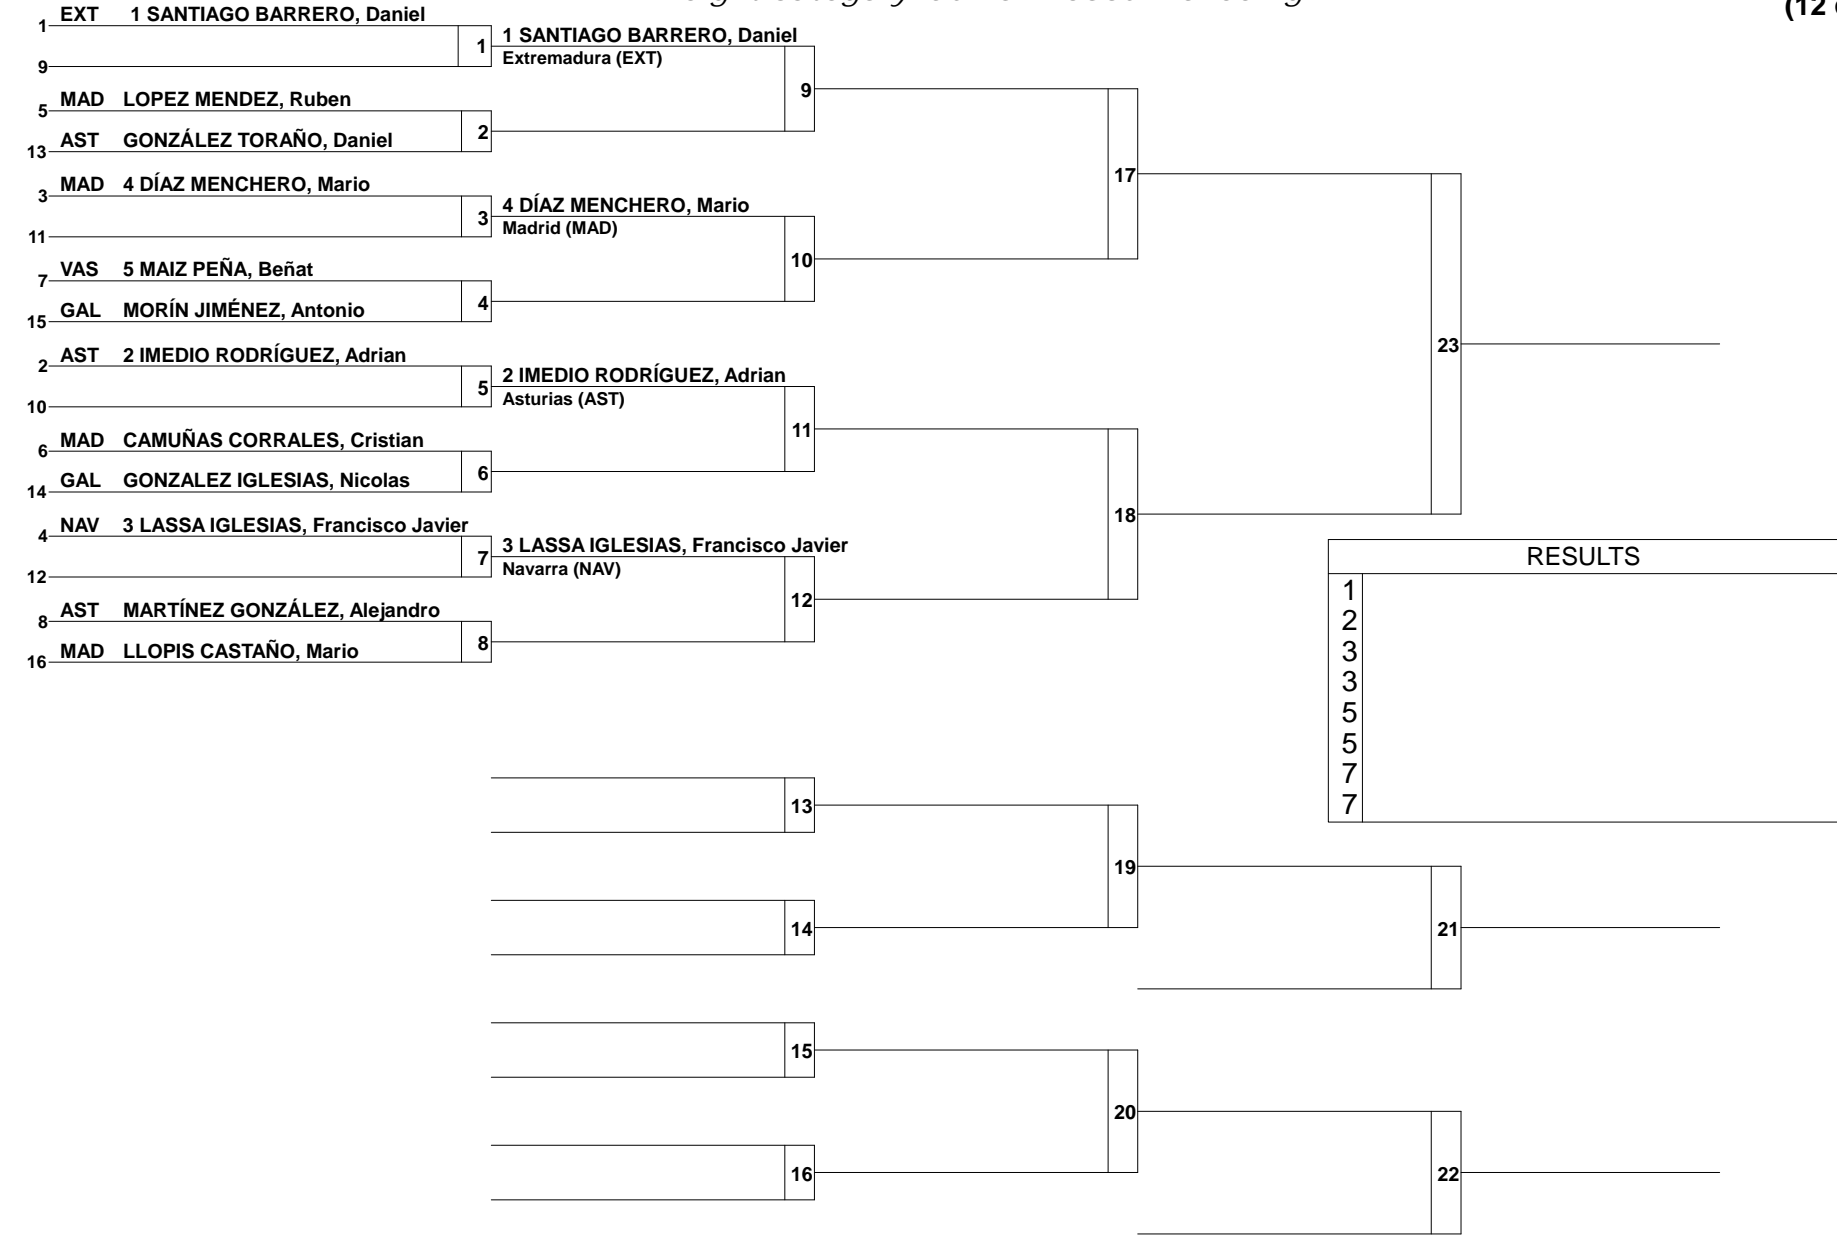 (12
EXT 1 SANTIAGO BARRERO, Daniel
1
1
1 SANTIAGO BARRERO, Daniel
Extremadura (EXT)
9
9
MAD LOPEZ MENDEZ, Ruben
5
2
AST GONZÁLEZ TORAÑO, Daniel
13
MAD 4 DÍAZ MENCHERO, Mario
3
17
3
4 DÍAZ MENCHERO, Mario
Madrid (MAD)
11
10
VAS 5 MAIZ PEÑA, Beñat
7
4
GAL MORÍN JIMÉNEZ, Antonio
15
23
AST 2 IMEDIO RODRÍGUEZ, Adrian
2
5
2 IMEDIO RODRÍGUEZ, Adrian
Asturias (AST)
10
11
MAD CAMUÑAS CORRALES, Cristian
6
6
GAL GONZALEZ IGLESIAS, Nicolas
14
18
NAV 3 LASSA IGLESIAS, Francisco Javier
4
7
3 LASSA IGLESIAS, Francisco Javier
Navarra (NAV)
12
12
AST MARTÍNEZ GONZÁLEZ, Alejandro
8
8
MAD LLOPIS CASTAÑO, Mario
16
RESULTS
1
2
3
3
5
5
7
7
13
19
14
21
15
20
16
22